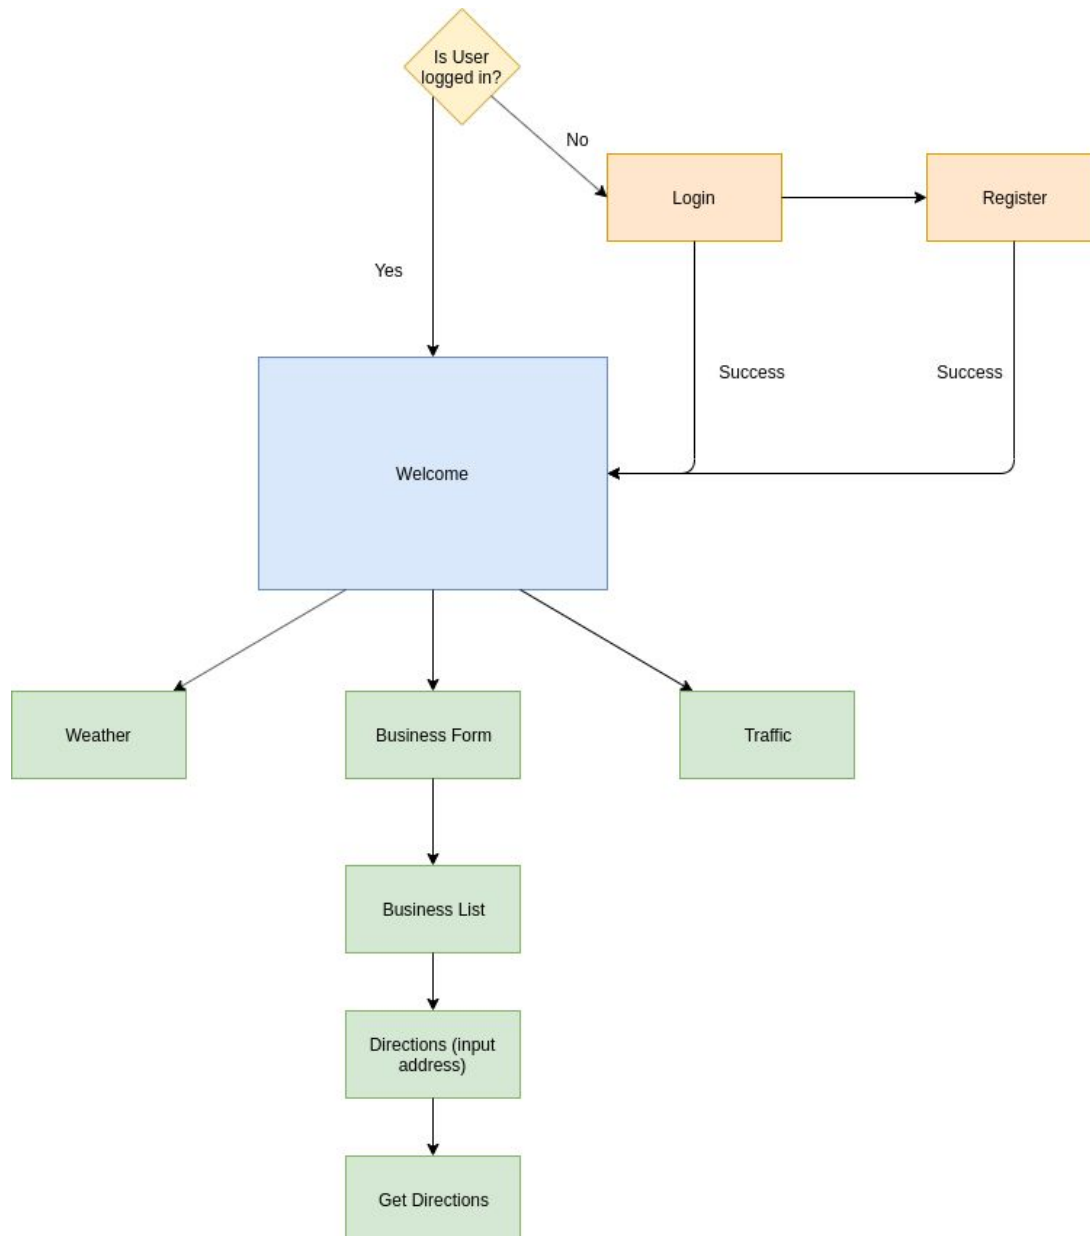 Is User
logged in?
No
Login
Register
Yes
Success
Success
Welcome
Weather
Business Form
Traffic
Business List
Directions (input
address)
Get Directions